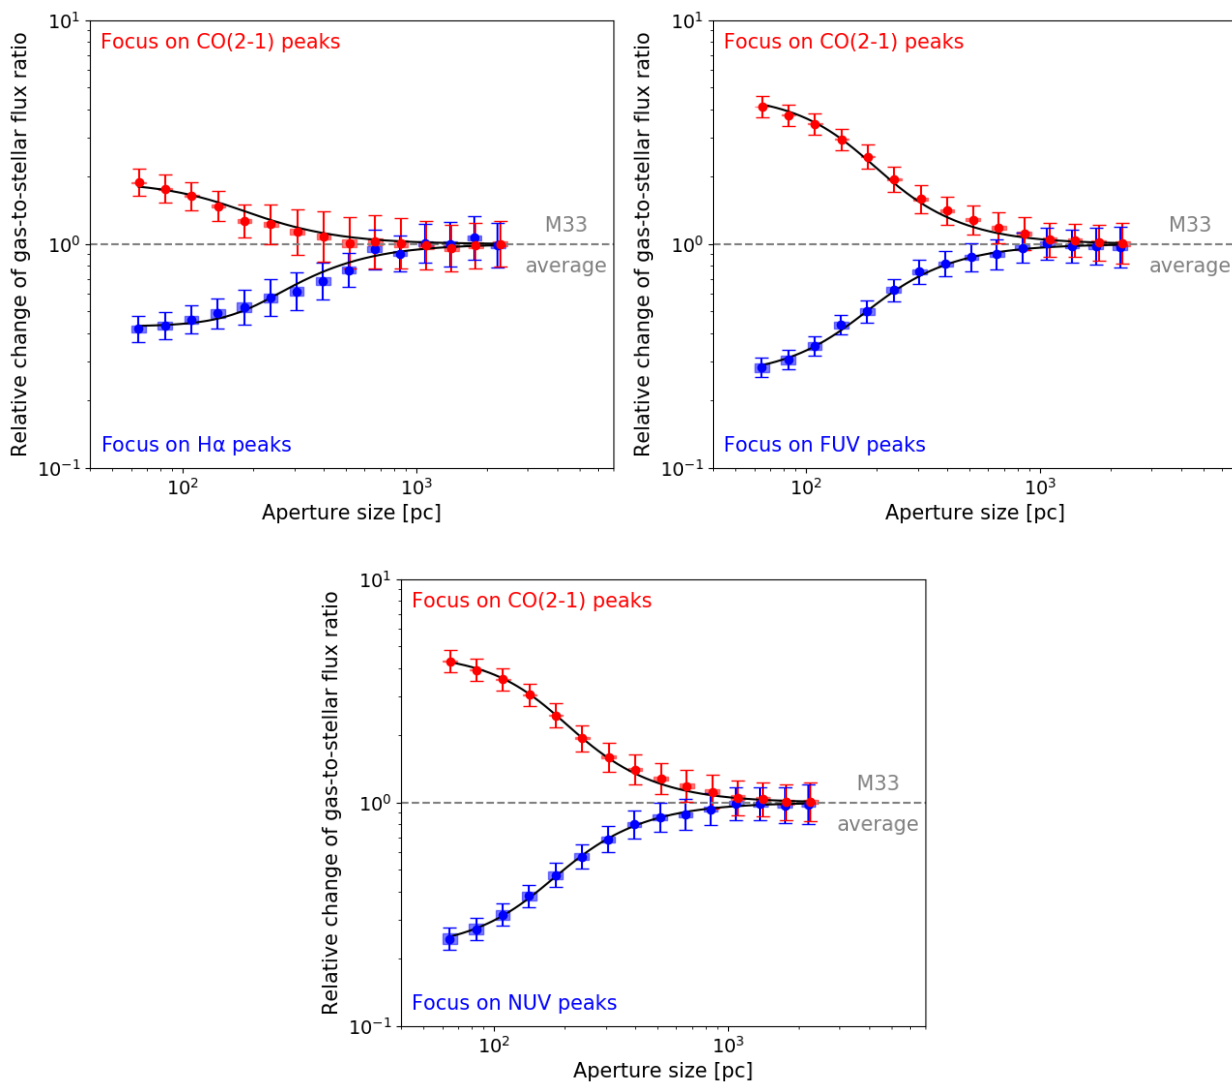 Relative change of gas-to-stellar flux ratio
10¹
10⁰
10⁻¹
Focus on CO(2-1) peaks
M33
average
Focus on Hα peaks
10²
10³
Aperture size [pc]
Relative change of gas-to-stellar flux ratio
10¹
10⁰
10⁻¹
Focus on CO(2-1) peaks
M33
average
Focus on FUV peaks
10²
10³
Aperture size [pc]
Relative change of gas-to-stellar flux ratio
10¹
10⁰
10⁻¹
Focus on CO(2-1) peaks
M33
average
Focus on NUV peaks
10²
10³
Aperture size [pc]